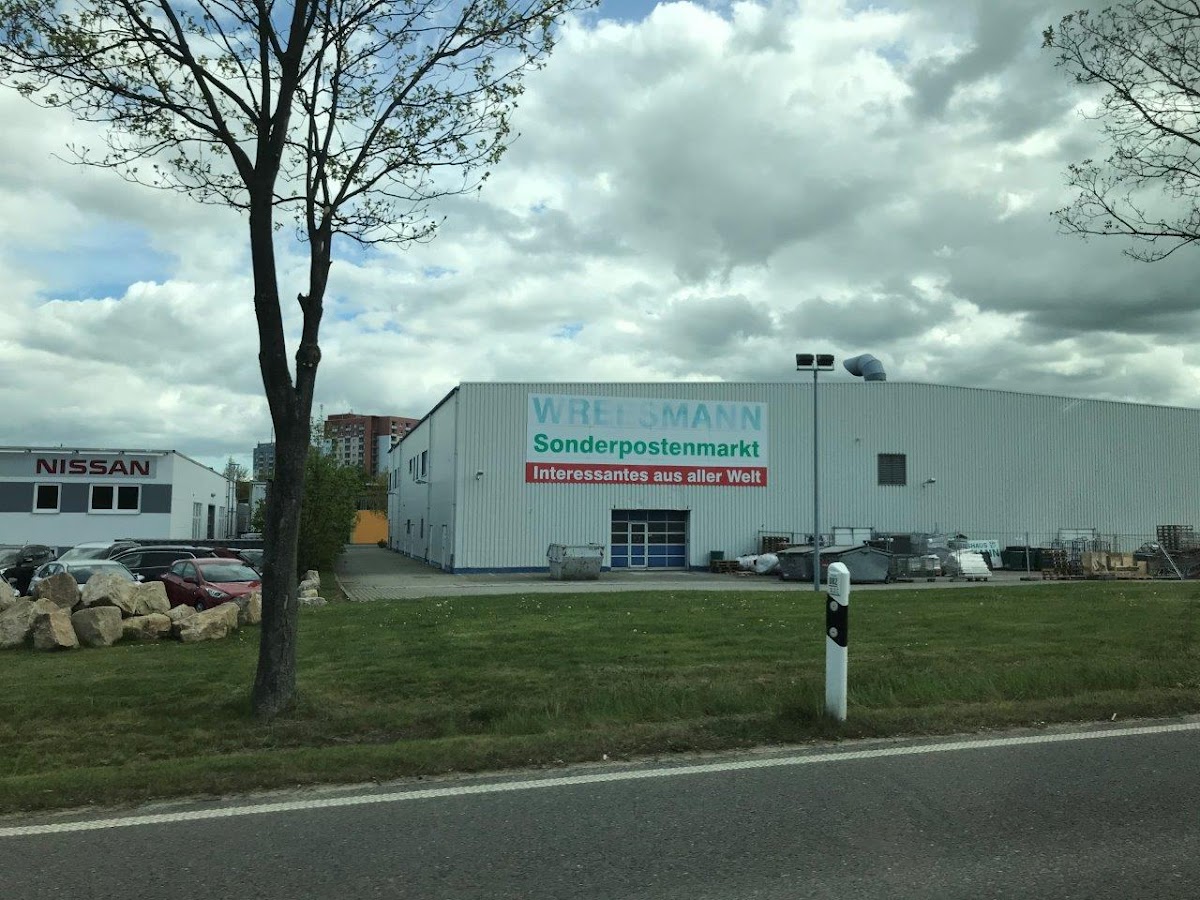 NISSAN
WREESMANN
Sonderpostenmarkt
Interessantes aus aller Welt